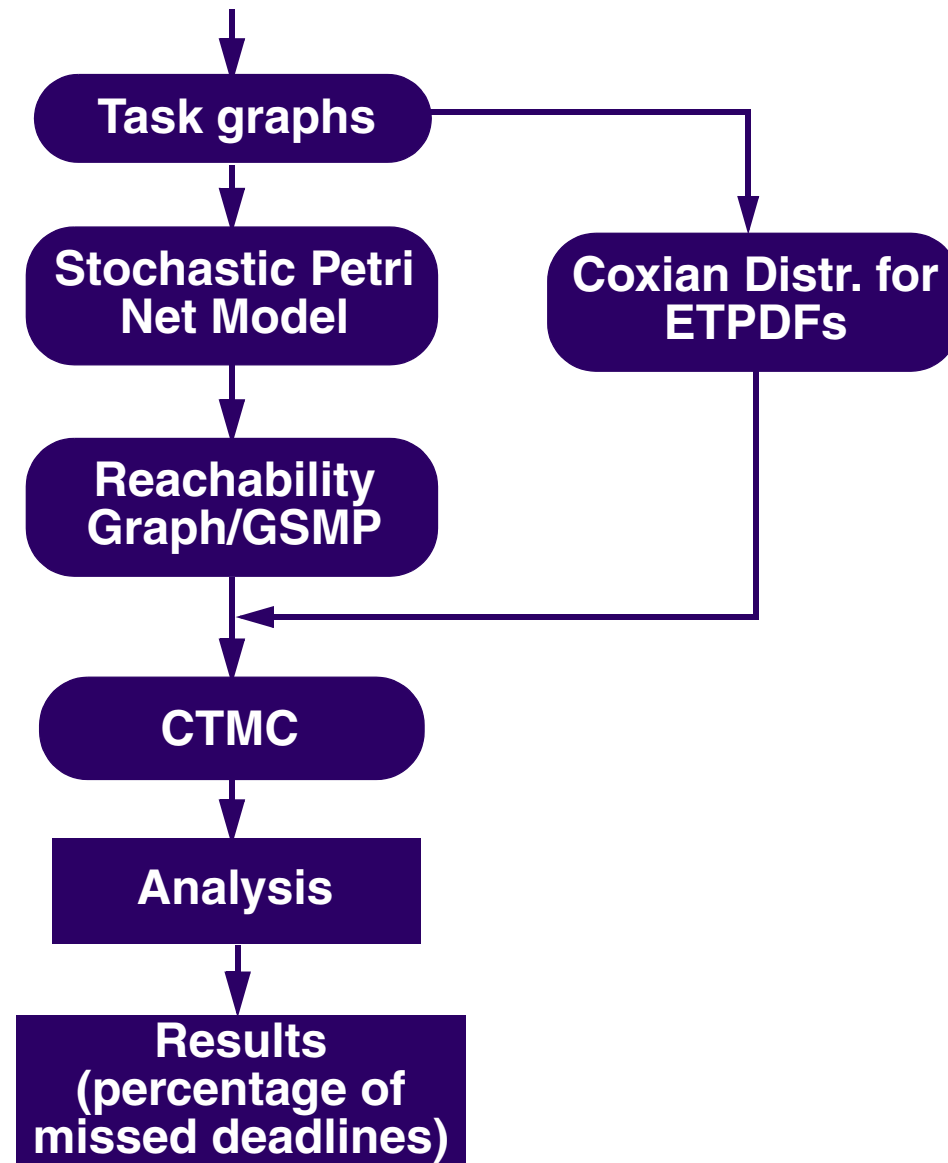 Task graphs
Stochastic Petri
Net Model
Coxian Distr. for
ETPDFs
Reachability
Graph/GSMP
CTMC
Analysis
Results
(percentage of
missed deadlines)